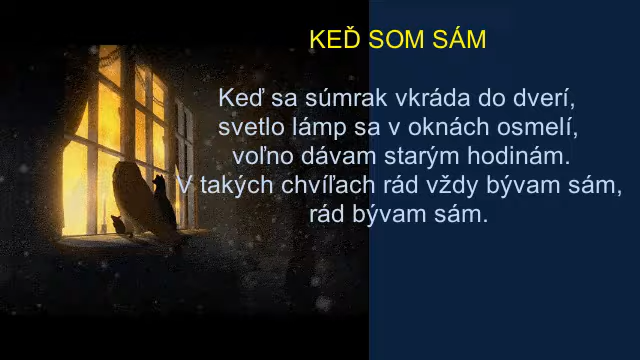 KEĎ SOM SÁM
Keď sa súmrak vkráda do dverí,
svetlo lámp sa v oknách osmelí,
voľno dávam starým hodinám.
V takých chvíľach rád vždy bývam sám,
rád bývam sám.